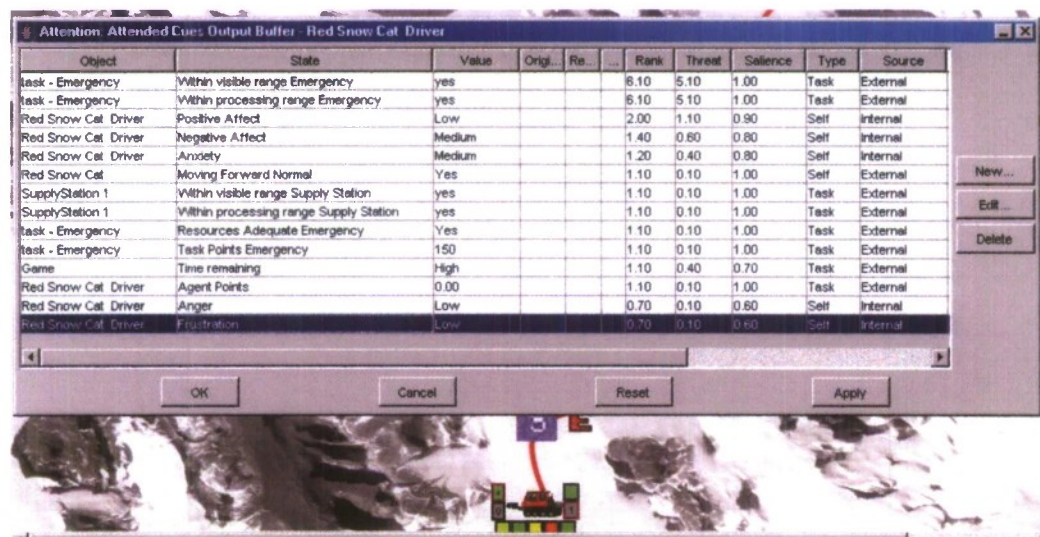 Attention: Attended Cues Output Buffer - Red Snow Cat Driver
Object State Value Origi... Re... ... Rank Threat Salience Type Source
task - Emergency Within visible range Emergency yes 6.10 5.10 1.00 Task External
task - Emergency Within processing range Emergency yes 6.10 5.10 1.00 Task External
Red Snow Cat Driver Positive Affect Low 2.00 1.10 0.90 Self Internal
Red Snow Cat Driver Negative Affect Medium 1.40 0.60 0.80 Self Internal
Red Snow Cat Driver Anxiety Medium 1.20 0.40 0.80 Self Internal
Red Snow Cat Moving Forward Normal Yes 1.10 0.10 1.00 Self External
SupplyStation 1 Within visible range Supply Station yes 1.10 0.10 1.00 Task External
SupplyStation 1 Within processing range Supply Station yes 1.10 0.10 1.00 Task External
task - Emergency Resources Adequate Emergency Yes 1.10 0.10 1.00 Task External
task - Emergency Task Points Emergency 150 1.10 0.10 1.00 Task External
Game Time remaining High 1.10 0.40 0.70 Task External
Red Snow Cat Driver Agent Points 0.00 1.10 0.10 1.00 Task External
Red Snow Cat Driver Anger Low 0.70 0.10 0.60 Self Internal
Red Snow Cat Driver Frustration Low 0.70 0.10 0.60 Self Internal
New...
Edit...
Delete
OK Cancel Reset Apply